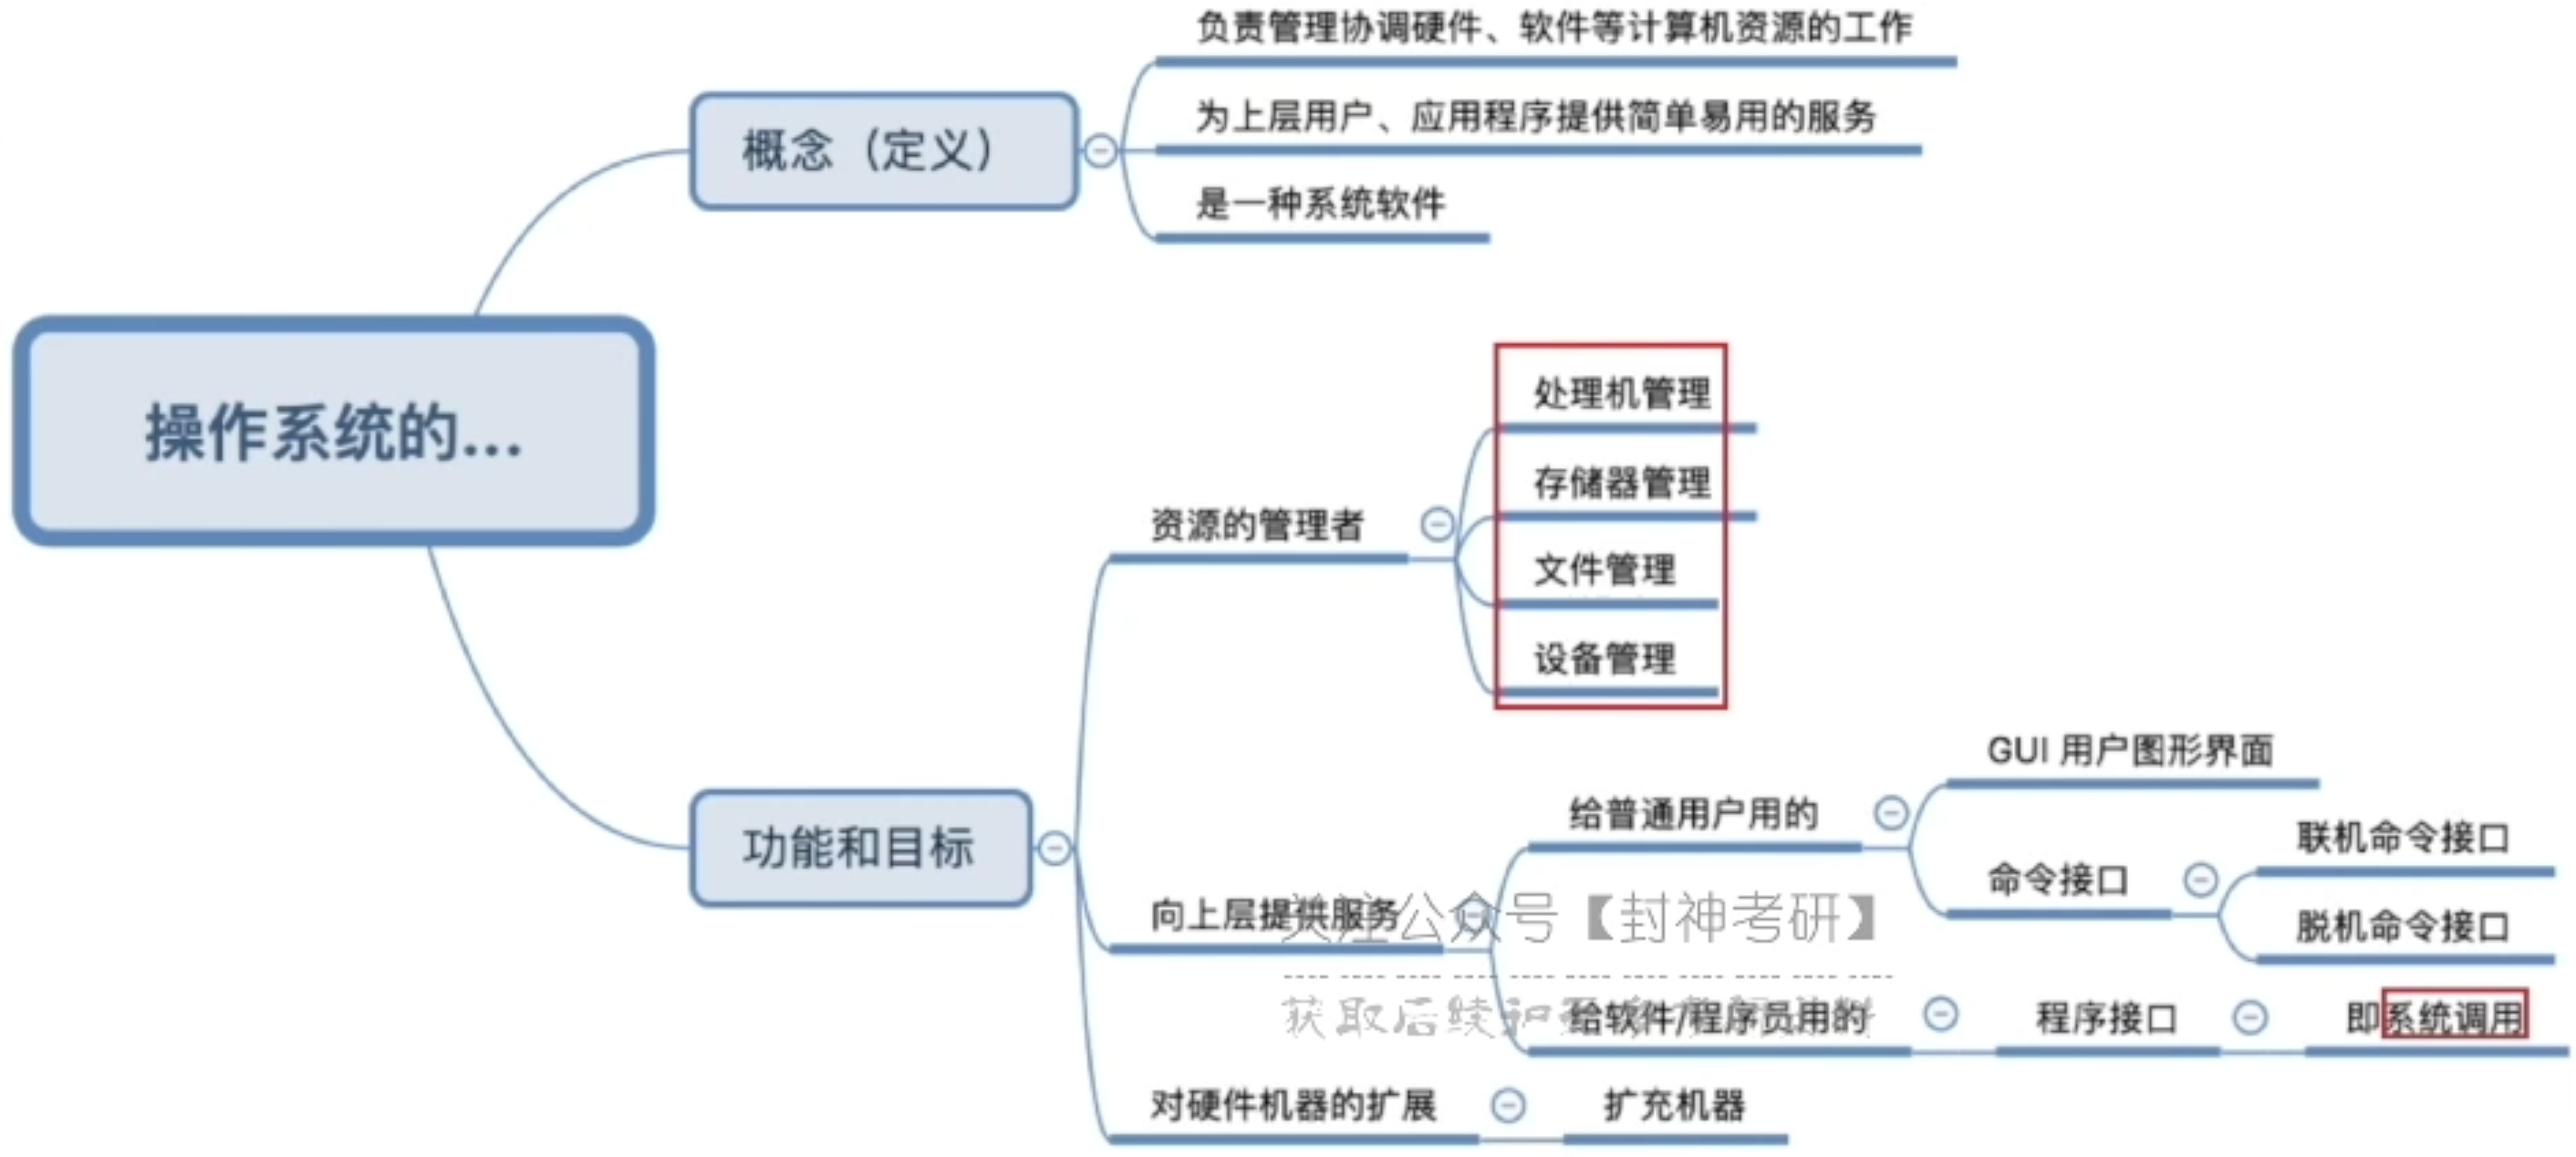 负责管理协调硬件、软件等计算机资源的工作
为上层用户、应用程序提供简单易用的服务
是一种系统软件
概念（定义）
操作系统的...
处理机管理
存储器管理
文件管理
设备管理
资源的管理者
功能和目标
GUI 用户图形界面
给普通用户用的
联机命令接口
命令接口
脱机命令接口
向上层提供服务
关注公众号【封神考研】
获取后续
给软件/程序员用的
程序接口
即系统调用
对硬件机器的扩展
扩充机器